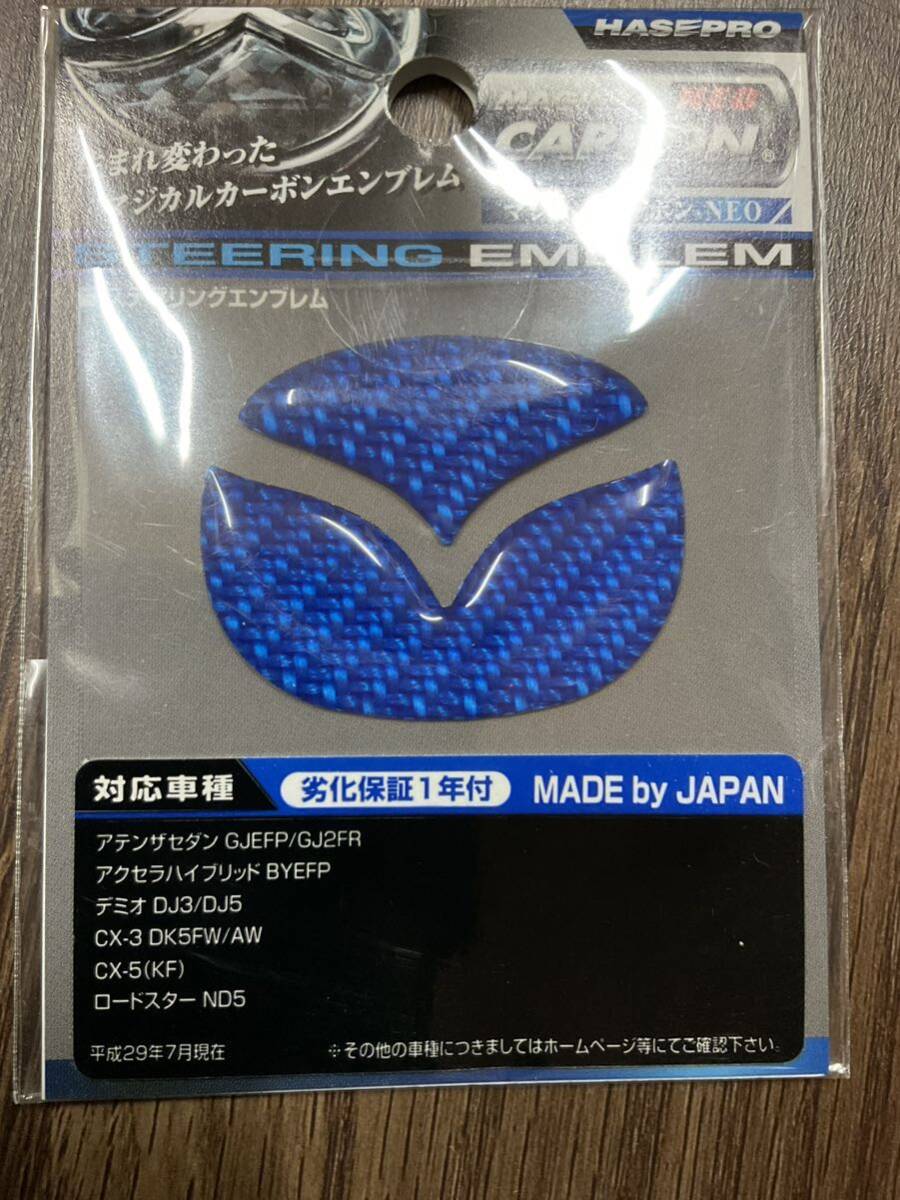 HASEPRO
NEO
まれ変わった
マジカルカーボンエンブレム
NEO
STEERING EMBLEM
ステアリングエンブレム
対応車種
劣化保証1年付
MADE by JAPAN
アテンザセダン GJEFP/GJ2FR
アクセラハイブリッド BYEFP
デミオ DJ3/DJ5
CX-3 DK5FW/AW
CX-5(KF)
ロードスター ND5
平成29年7月現在
※その他の車種につきましてはホームページ等にてご確認下さい。